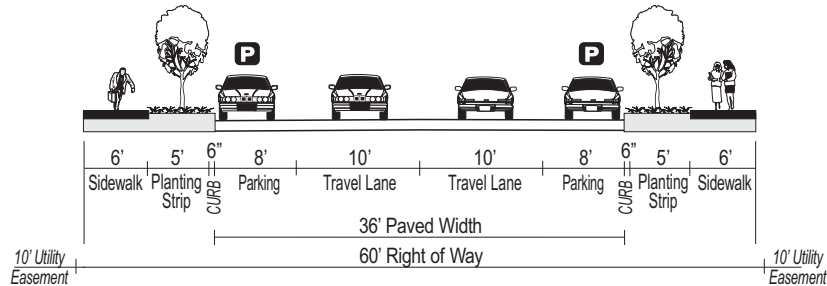 P P
6' 5' 6" 8' 10' 10' 8' 6" 5' 6'
Sidewalk Planting Strip CURB Parking Travel Lane Travel Lane Parking CURB Planting Strip Sidewalk
36' Paved Width
60' Right of Way
10' Utility Easement
10' Utility Easement